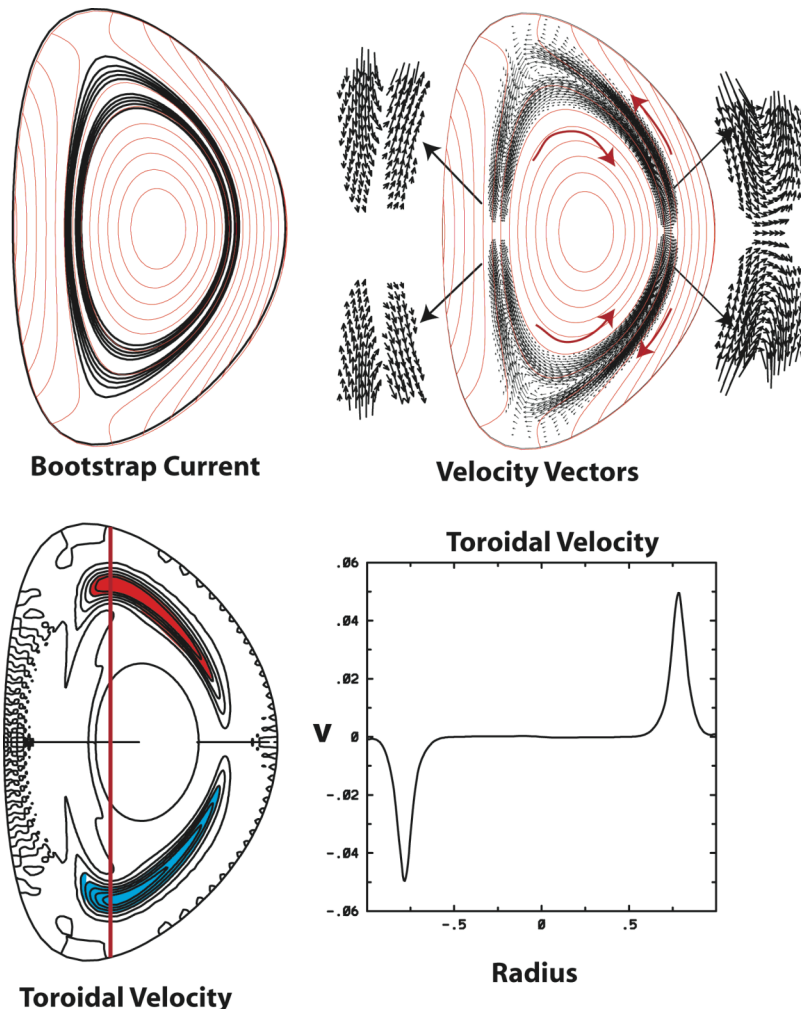 Bootstrap Current
Velocity Vectors
Toroidal Velocity
.06
.04
.02
0
-.02
-.04
-.06
V
-.5
0
.5
Radius
Toroidal Velocity